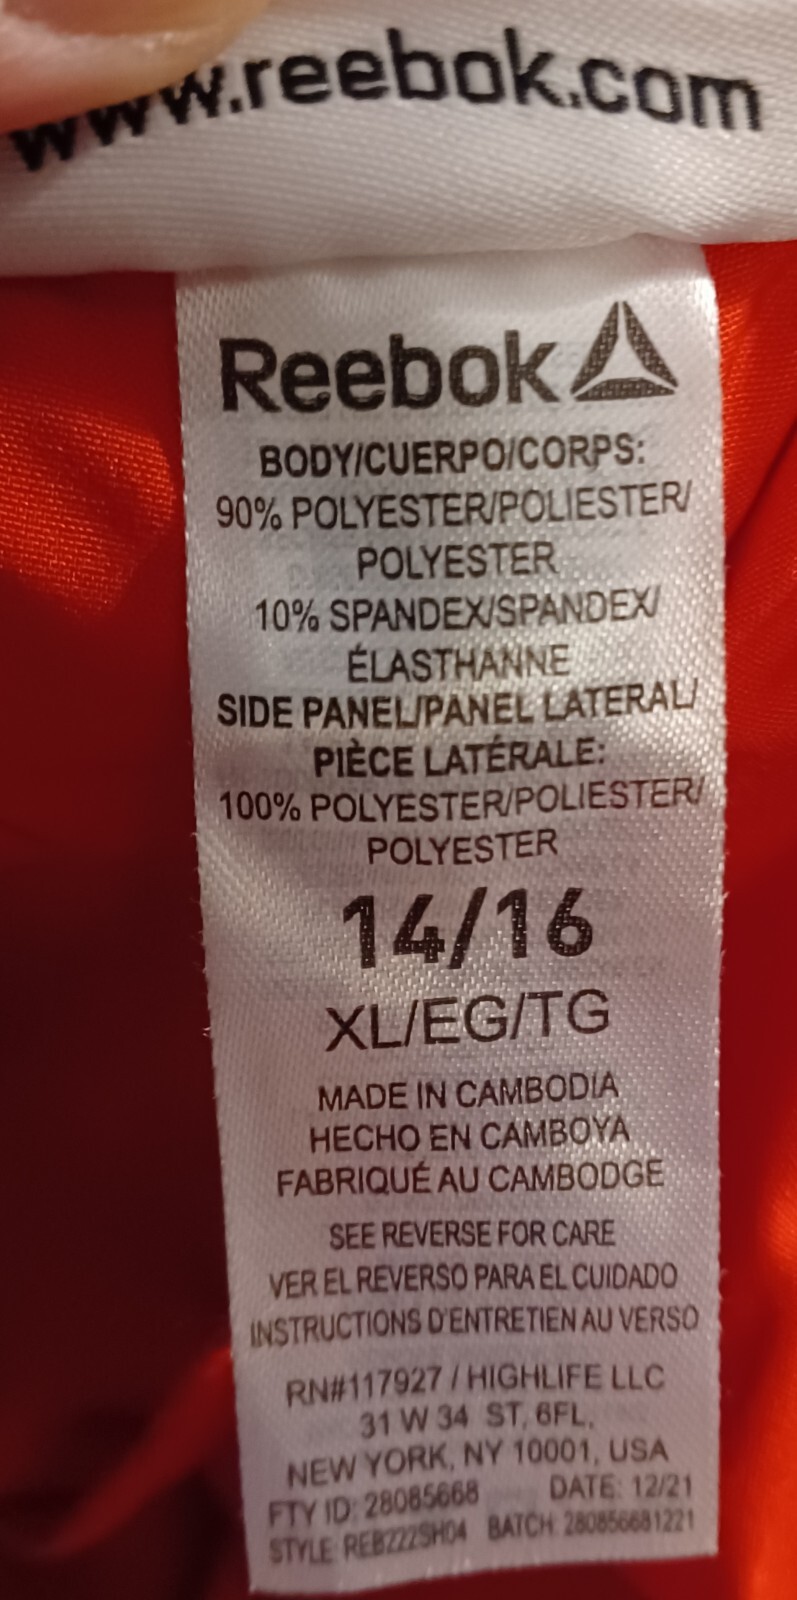 www.reebok.com
Reebok
BODY/CUERPO/CORPS:
90% POLYESTER/POLIESTER/
POLYESTER
10% SPANDEX/SPANDEX/
ÉLASTHANNE
SIDE PANEL/PANEL LATERAL/
PIÈCE LATÉRALE:
100% POLYESTER/POLIESTER/
POLYESTER
14/16
XL/EG/TG
MADE IN CAMBODIA
HECHO EN CAMBOYA
FABRIQUÉ AU CAMBODGE
SEE REVERSE FOR CARE
VER EL REVERSO PARA EL CUIDADO
INSTRUCTIONS D'ENTRETIEN AU VERSO
RN#117927 / HIGHLIFE LLC
31 W 34 ST, 6FL,
NEW YORK, NY 10001, USA
FTY ID: 28085668 DATE: 12/21
STYLE: REB222SH04 BATCH: 280856681221